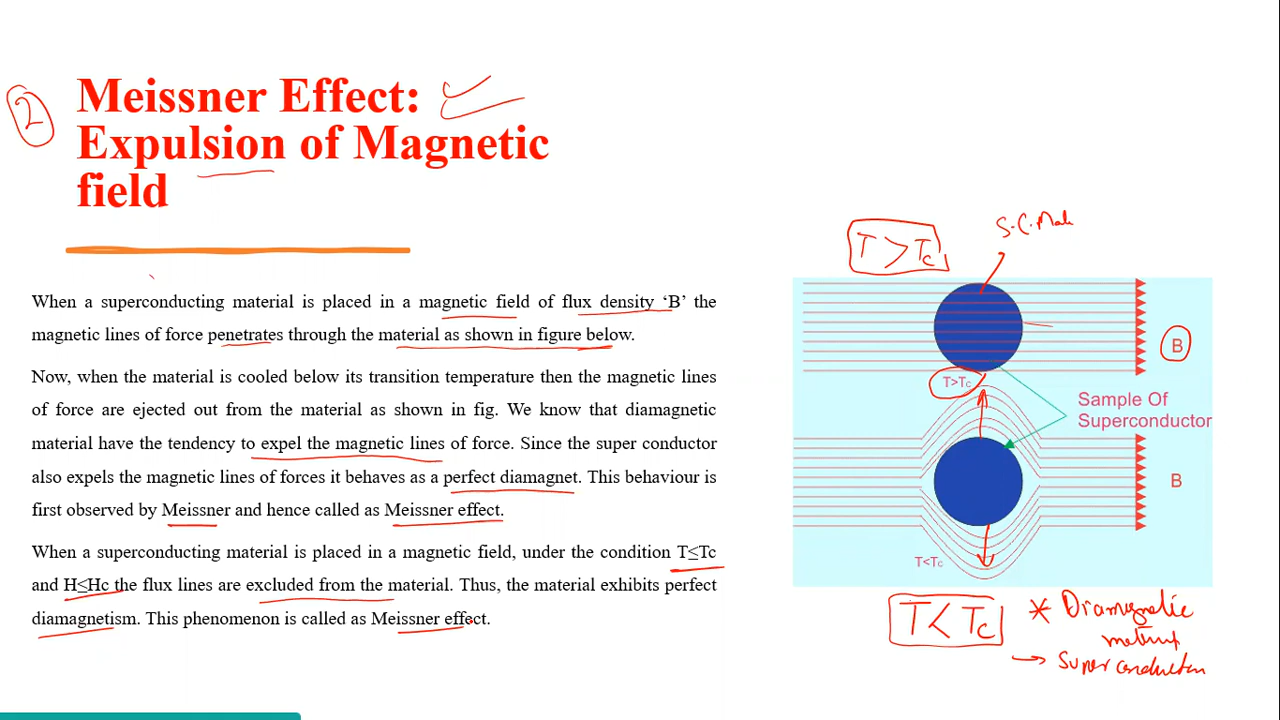 2
Meissner Effect:
Expulsion of Magnetic
field
When a superconducting material is placed in a magnetic field of flux density ‘B’ the
magnetic lines of force penetrates through the material as shown in figure below.
Now, when the material is cooled below its transition temperature then the magnetic lines
of force are ejected out from the material as shown in fig. We know that diamagnetic
material have the tendency to expel the magnetic lines of force. Since the super conductor
also expels the magnetic lines of forces it behaves as a perfect diamagnet. This behaviour is
first observed by Meissner and hence called as Meissner effect.
When a superconducting material is placed in a magnetic field, under the condition T≤Tc
and H≤Hc the flux lines are excluded from the material. Thus, the material exhibits perfect
diamagnetism. This phenomenon is called as Meissner effect.
T > Tc
S.C.Mate
B
T>Tc
Sample Of
Superconductor
B
T<Tc
T < Tc
* Diamagnetic
→ Superconductor